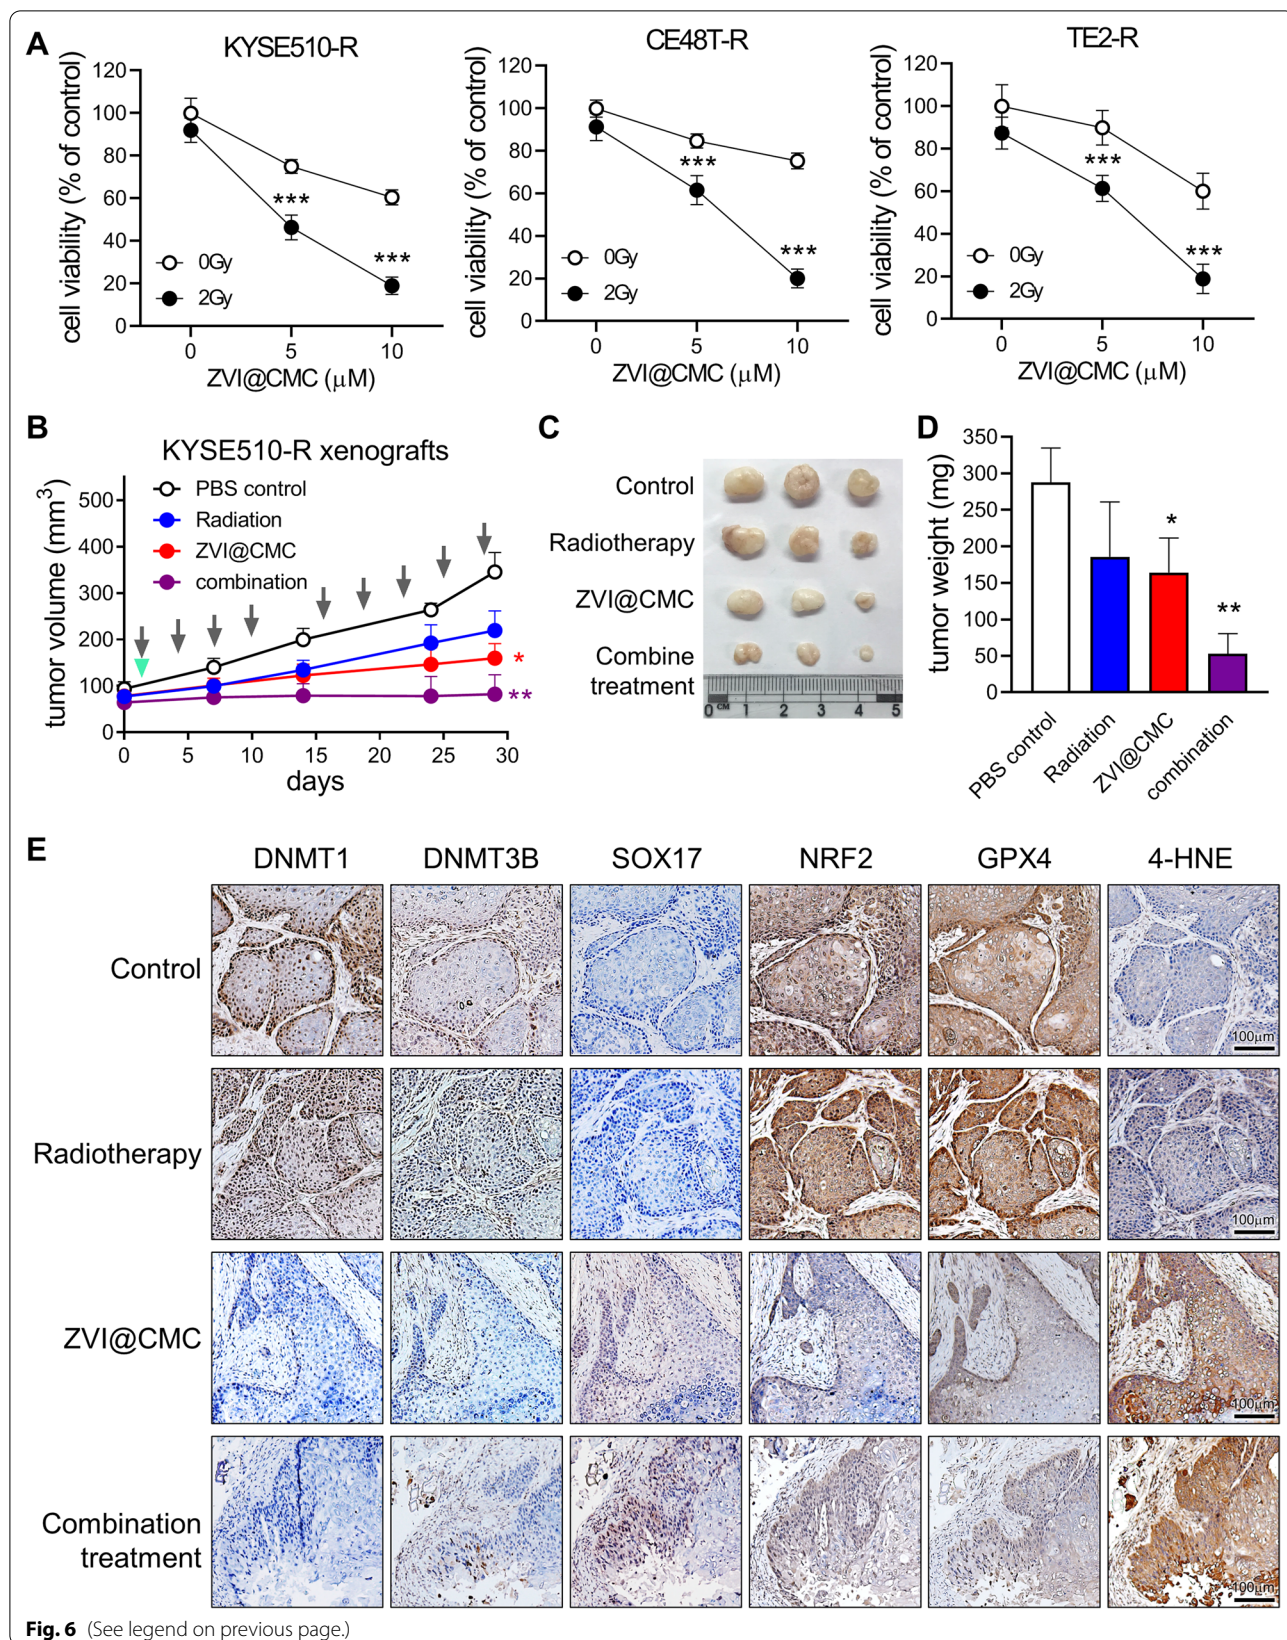 A
KYSE510-R
CE48T-R
TE2-R
cell viability (% of control)
120
100
80
60
40
20
0
***
***
0Gy
2Gy
0 5 10
ZVI@CMC (μM)
cell viability (% of control)
120
100
80
60
40
20
0
***
***
0Gy
2Gy
0 5 10
ZVI@CMC (μM)
cell viability (% of control)
120
100
80
60
40
20
0
***
***
0Gy
2Gy
0 5 10
ZVI@CMC (μM)
B
KYSE510-R xenografts
tumor volume (mm³)
500
400
300
200
100
0
PBS control
Radiation
ZVI@CMC
combination
*
**
0 5 10 15 20 25 30
days
C
Control
Radiotherapy
ZVI@CMC
Combine
treatment
0 CM 1 2 3 4 5
D
tumor weight (mg)
350
300
250
200
150
100
50
0
*
**
PBS control
Radiation
ZVI@CMC
combination
E
DNMT1 DNMT3B SOX17 NRF2 GPX4 4-HNE
Control
100μm
Radiotherapy
100μm
ZVI@CMC
100μm
Combination
treatment
100μm
Fig. 6 (See legend on previous page.)